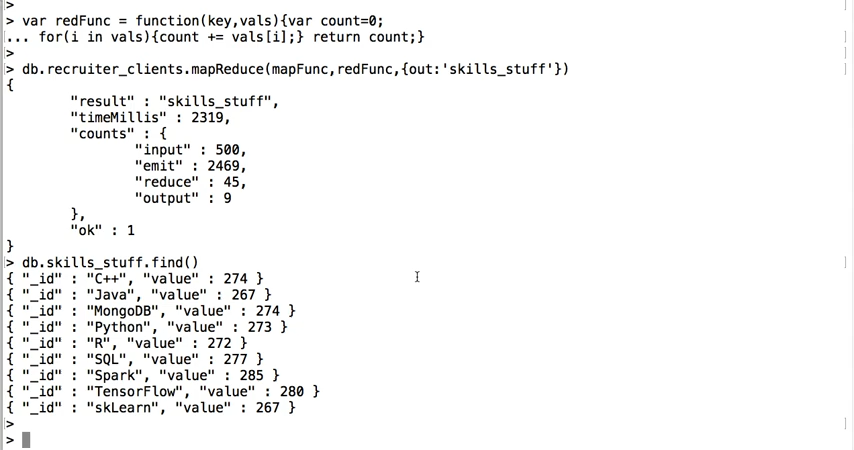 >
> var redFunc = function(key,vals){var count=0;
... for(i in vals){count += vals[i];} return count;}
>
> db.recruiter_clients.mapReduce(mapFunc,redFunc,{out:'skills_stuff'})
{
"result" : "skills_stuff",
"timeMillis" : 2319,
"counts" : {
"input" : 500,
"emit" : 2469,
"reduce" : 45,
"output" : 9
},
"ok" : 1
}
> db.skills_stuff.find()
{ "_id" : "C++", "value" : 274 }
{ "_id" : "Java", "value" : 267 }
{ "_id" : "MongoDB", "value" : 274 }
{ "_id" : "Python", "value" : 273 }
{ "_id" : "R", "value" : 272 }
{ "_id" : "SQL", "value" : 277 }
{ "_id" : "Spark", "value" : 285 }
{ "_id" : "TensorFlow", "value" : 280 }
{ "_id" : "skLearn", "value" : 267 }
>
>